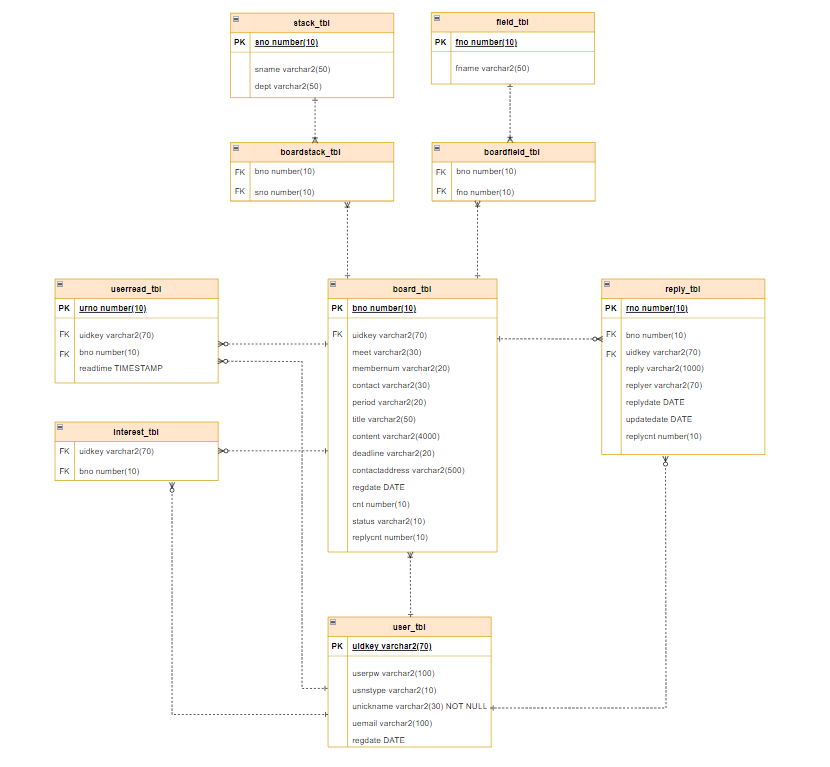 stack_tbl
PK sno number(10)
sname varchar2(50)
dept varchar2(50)
field_tbl
PK fno number(10)
fname varchar2(50)
boardstack_tbl
FK bno number(10)
FK sno number(10)
boardfield_tbl
FK bno number(10)
FK fno number(10)
userread_tbl
PK urno number(10)
FK uidkey varchar2(70)
FK bno number(10)
readtime TIMESTAMP
board_tbl
PK bno number(10)
FK uidkey varchar2(70)
meet varchar2(30)
membernum varchar2(20)
contact varchar2(30)
period varchar2(20)
title varchar2(50)
content varchar2(4000)
deadline varchar2(20)
contactaddress varchar2(500)
regdate DATE
cnt number(10)
status varchar2(10)
replycnt number(10)
reply_tbl
PK rno number(10)
FK bno number(10)
FK uidkey varchar2(70)
reply varchar2(1000)
replyer varchar2(70)
replydate DATE
updatedate DATE
replycnt number(10)
interest_tbl
FK uidkey varchar2(70)
FK bno number(10)
user_tbl
PK uidkey varchar2(70)
userpw varchar2(100)
usnstype varchar2(10)
unickname varchar2(30) NOT NULL
uemail varchar2(100)
regdate DATE